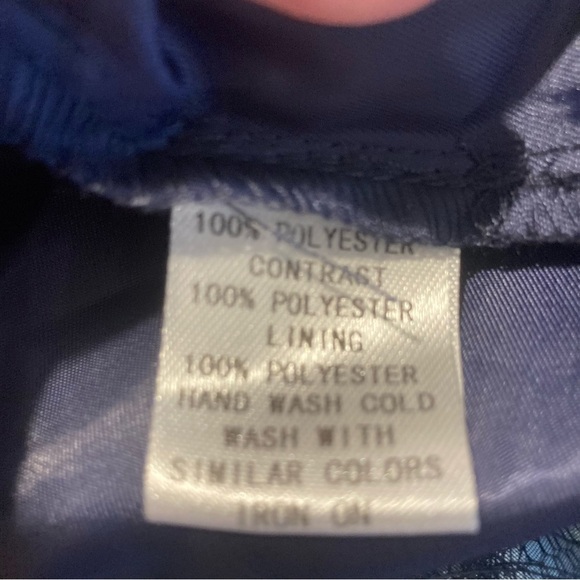 100% POLYESTER
CONTRAST
100% POLYESTER
LINING
100% POLYESTER
HAND WASH COLD
WASH WITH
SIMILAR COLORS
IRON ON